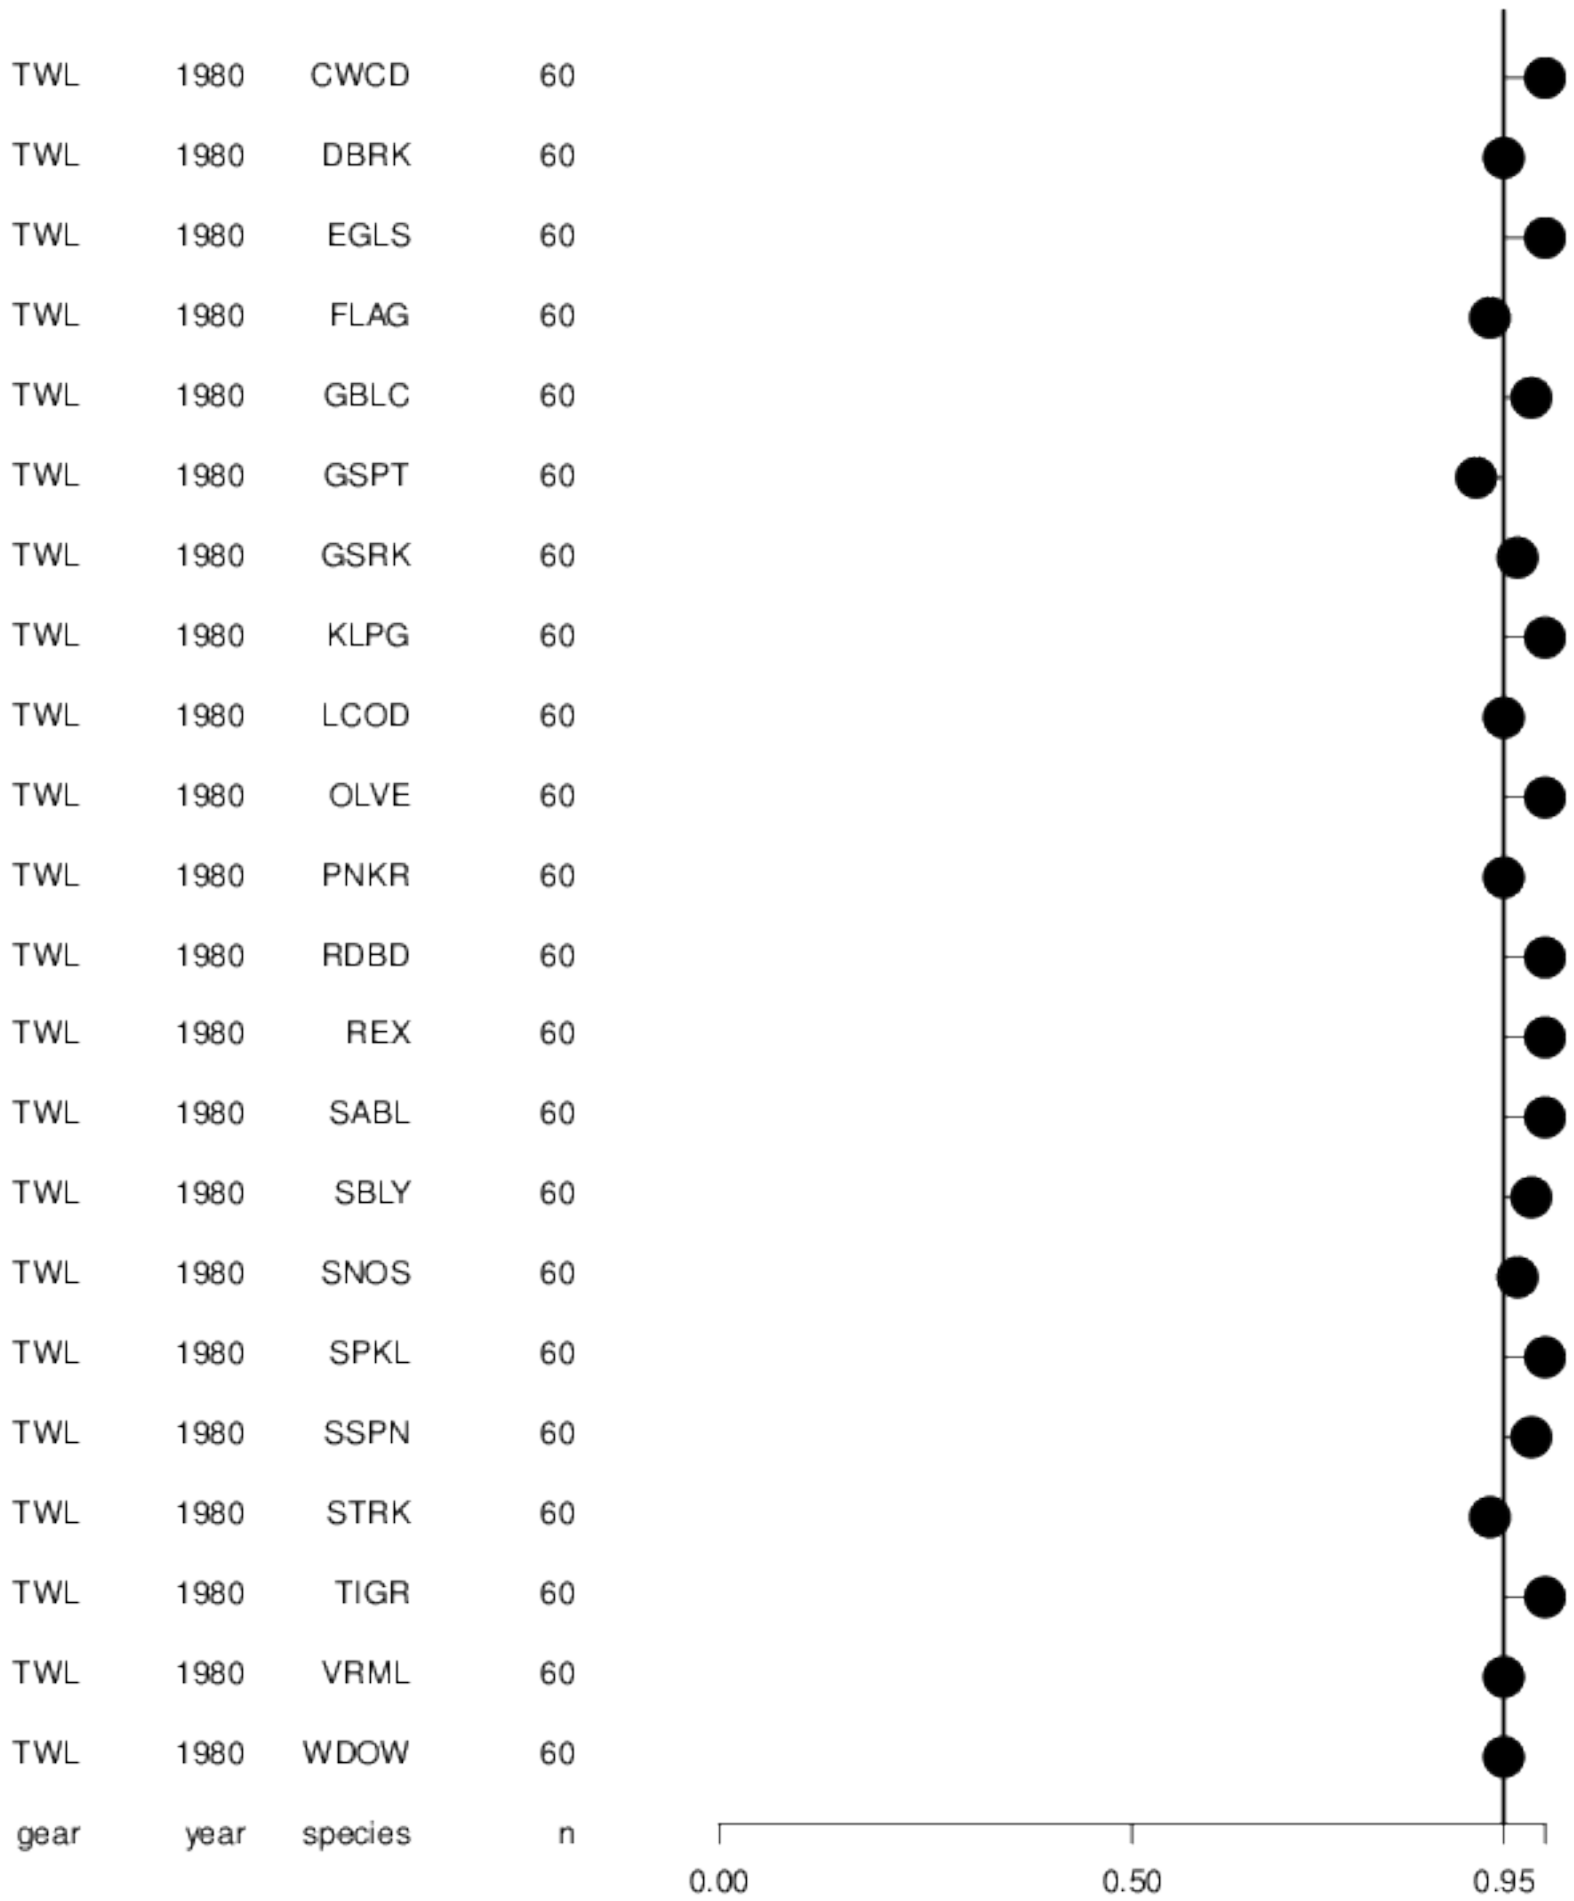 TWL 1980 CWCD 60
TWL 1980 DBRK 60
TWL 1980 EGLS 60
TWL 1980 FLAG 60
TWL 1980 GBLC 60
TWL 1980 GSPT 60
TWL 1980 GSRK 60
TWL 1980 KLPG 60
TWL 1980 LCOD 60
TWL 1980 OLVE 60
TWL 1980 PNKR 60
TWL 1980 RDBD 60
TWL 1980 REX 60
TWL 1980 SABL 60
TWL 1980 SBLY 60
TWL 1980 SNOS 60
TWL 1980 SPKL 60
TWL 1980 SSPN 60
TWL 1980 STRK 60
TWL 1980 TIGR 60
TWL 1980 VRML 60
TWL 1980 WDOW 60
gear year species n
0.00 0.50 0.95